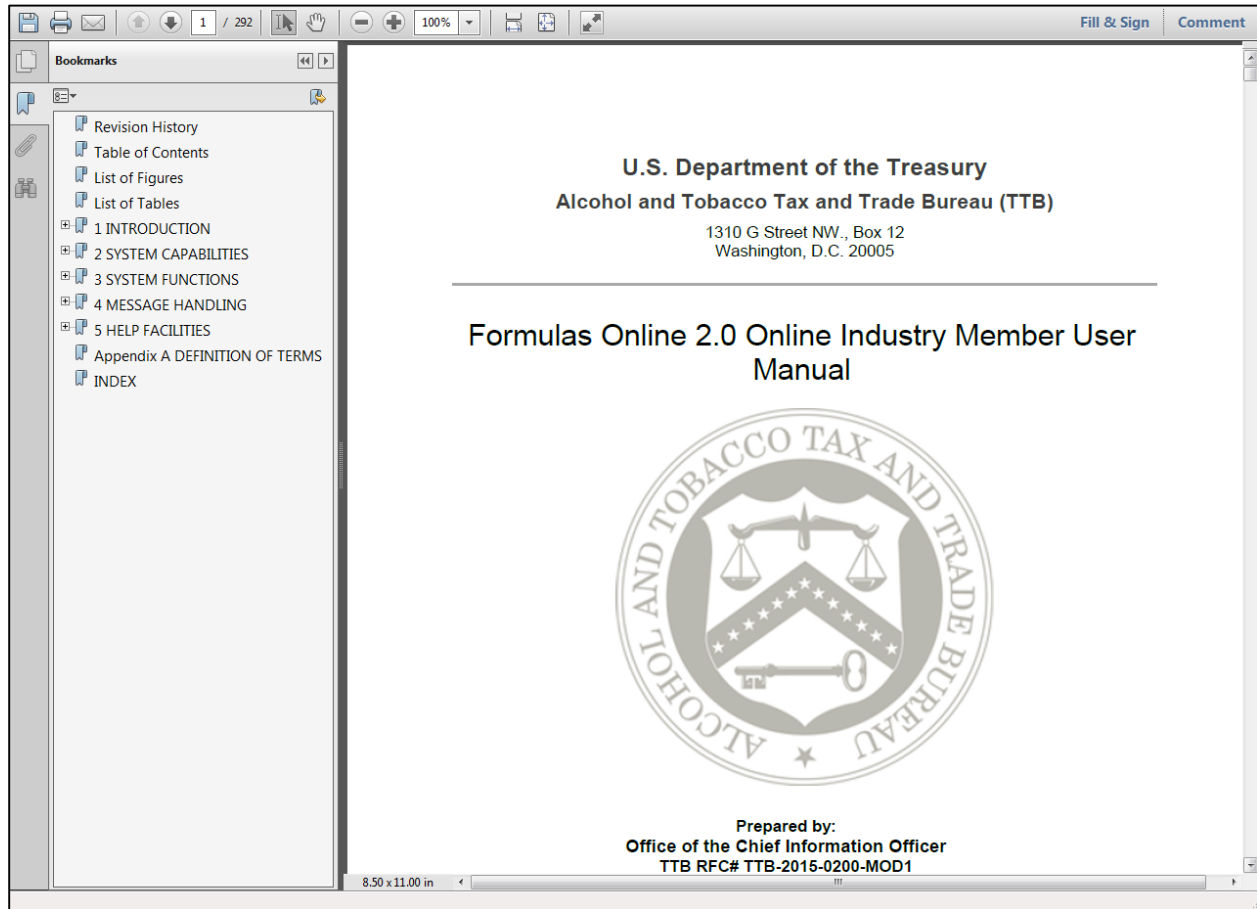 1 / 292
100%
Fill & Sign
Comment
Bookmarks
Revision History
Table of Contents
List of Figures
List of Tables
1 INTRODUCTION
2 SYSTEM CAPABILITIES
3 SYSTEM FUNCTIONS
4 MESSAGE HANDLING
5 HELP FACILITIES
Appendix A DEFINITION OF TERMS
INDEX
U.S. Department of the Treasury
Alcohol and Tobacco Tax and Trade Bureau (TTB)
1310 G Street NW., Box 12
Washington, D.C. 20005
Formulas Online 2.0 Online Industry Member User
Manual
ALCOHOL AND TOBACCO TAX AND TRADE BUREAU
Prepared by:
Office of the Chief Information Officer
TTB RFC# TTB-2015-0200-MOD1
8.50 x 11.00 in